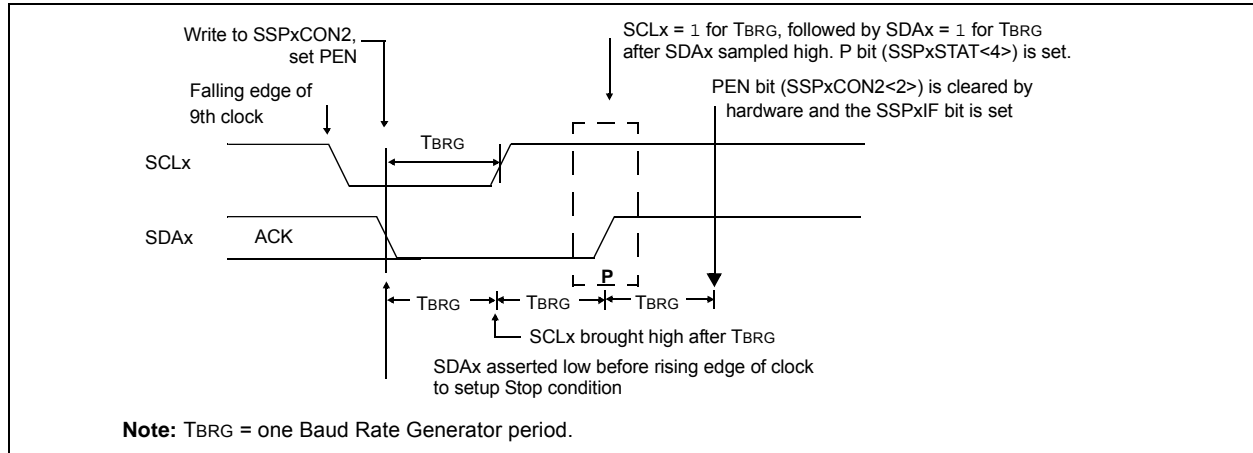 Write to SSPxCON2,
set PEN
SCLx = 1 for TBRG, followed by SDAx = 1 for TBRG
after SDAx sampled high. P bit (SSPxSTAT<4>) is set.
Falling edge of
9th clock
PEN bit (SSPxCON2<2>) is cleared by
hardware and the SSPxIF bit is set
TBRG
SCLx
SDAx
ACK
P
TBRG
TBRG
TBRG
SCLx brought high after TBRG
SDAx asserted low before rising edge of clock
to setup Stop condition
Note: TBRG = one Baud Rate Generator period.